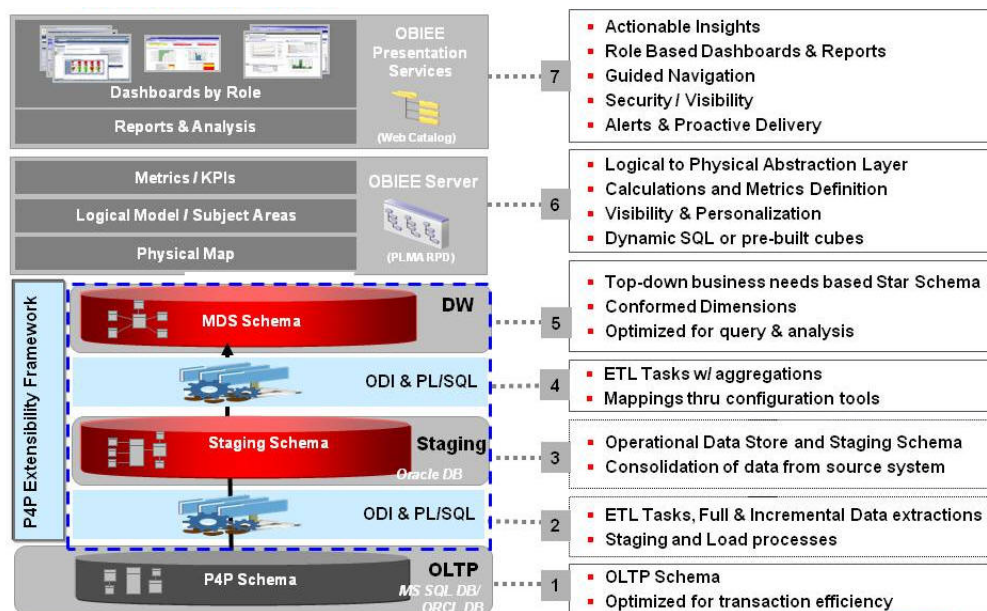 OBIEE
Presentation
Services
(Web Catalog)
Dashboards by Role
Reports & Analysis
7
Actionable Insights
Role Based Dashboards & Reports
Guided Navigation
Security / Visibility
Alerts & Proactive Delivery
Metrics / KPIs
Logical Model / Subject Areas
Physical Map
OBIEE Server
(PLMA RPD)
6
Logical to Physical Abstraction Layer
Calculations and Metrics Definition
Visibility & Personalization
Dynamic SQL or pre-built cubes
P4P Extensibility Framework
MDS Schema
DW
5
Top-down business needs based Star Schema
Conformed Dimensions
Optimized for query & analysis
ODI & PL/SQL
4
ETL Tasks w/ aggregations
Mappings thru configuration tools
Staging Schema
Staging
Oracle DB
3
Operational Data Store and Staging Schema
Consolidation of data from source system
ODI & PL/SQL
2
ETL Tasks, Full & Incremental Data extractions
Staging and Load processes
P4P Schema
OLTP
MS SQL DB/
ORCL DB
1
OLTP Schema
Optimized for transaction efficiency